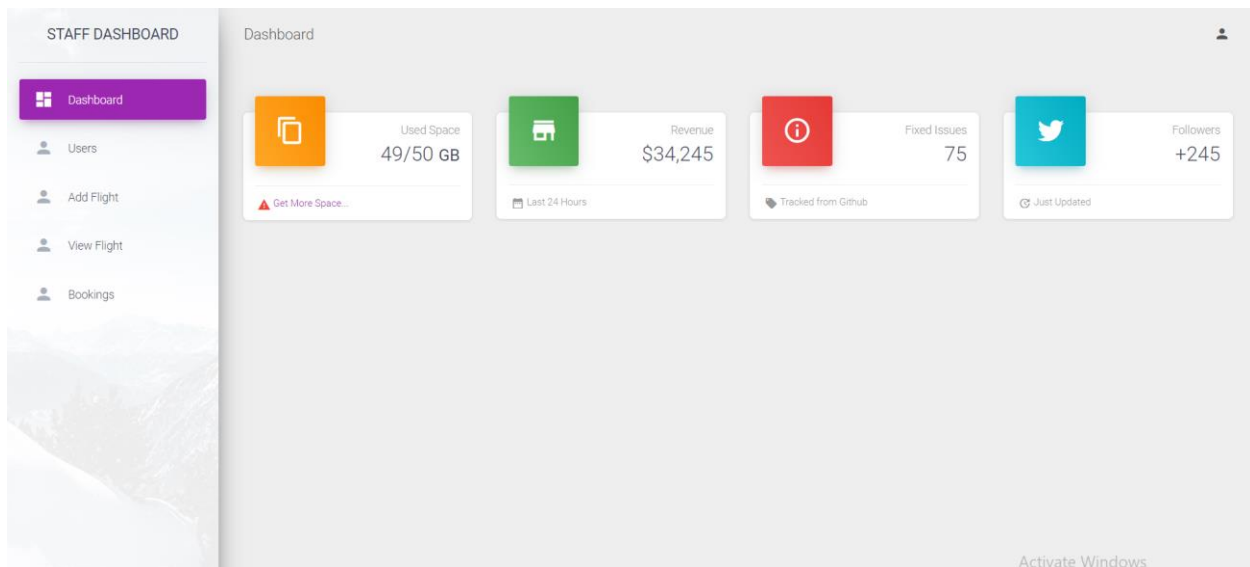 STAFF DASHBOARD
Dashboard
Users
Add Flight
View Flight
Bookings
Dashboard
Used Space
49/50 GB
Get More Space...
Revenue
$34,245
Last 24 Hours
Fixed Issues
75
Tracked from Github
Followers
+245
Just Updated
Activate Windows